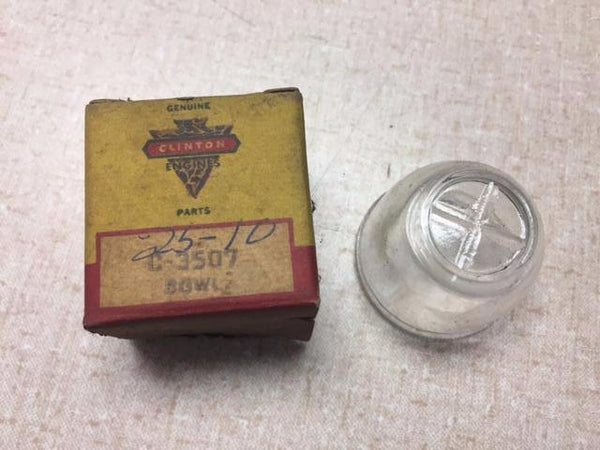 GENUINE
CLINTON
ENGINES
PARTS
25-10
C-3507
BOWL